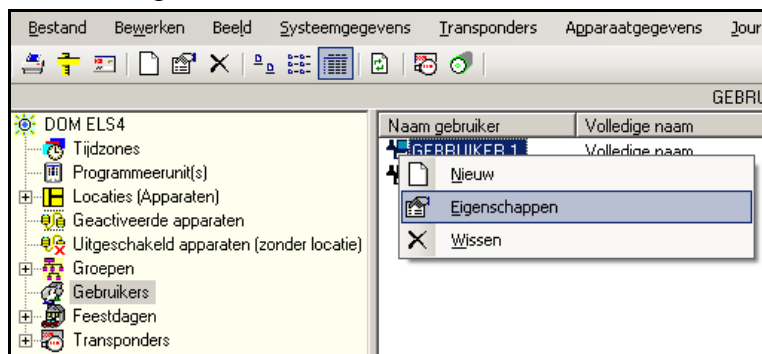 Bestand Bewerken Beeld Systeemgegevens Transponders Apparaatgegevens Jour
GEBRU
DOM ELS4
Tijdzones
Programmeerunit(s)
Locaties (Apparaten)
Geactiveerde apparaten
Uitgeschakeld apparaten (zonder locatie)
Groepen
Gebruikers
Feestdagen
Transponders
Naam gebruiker Volledige naam
GEBRUIKER 1 Volledige naam
Nieuw
Eigenschappen
Wissen